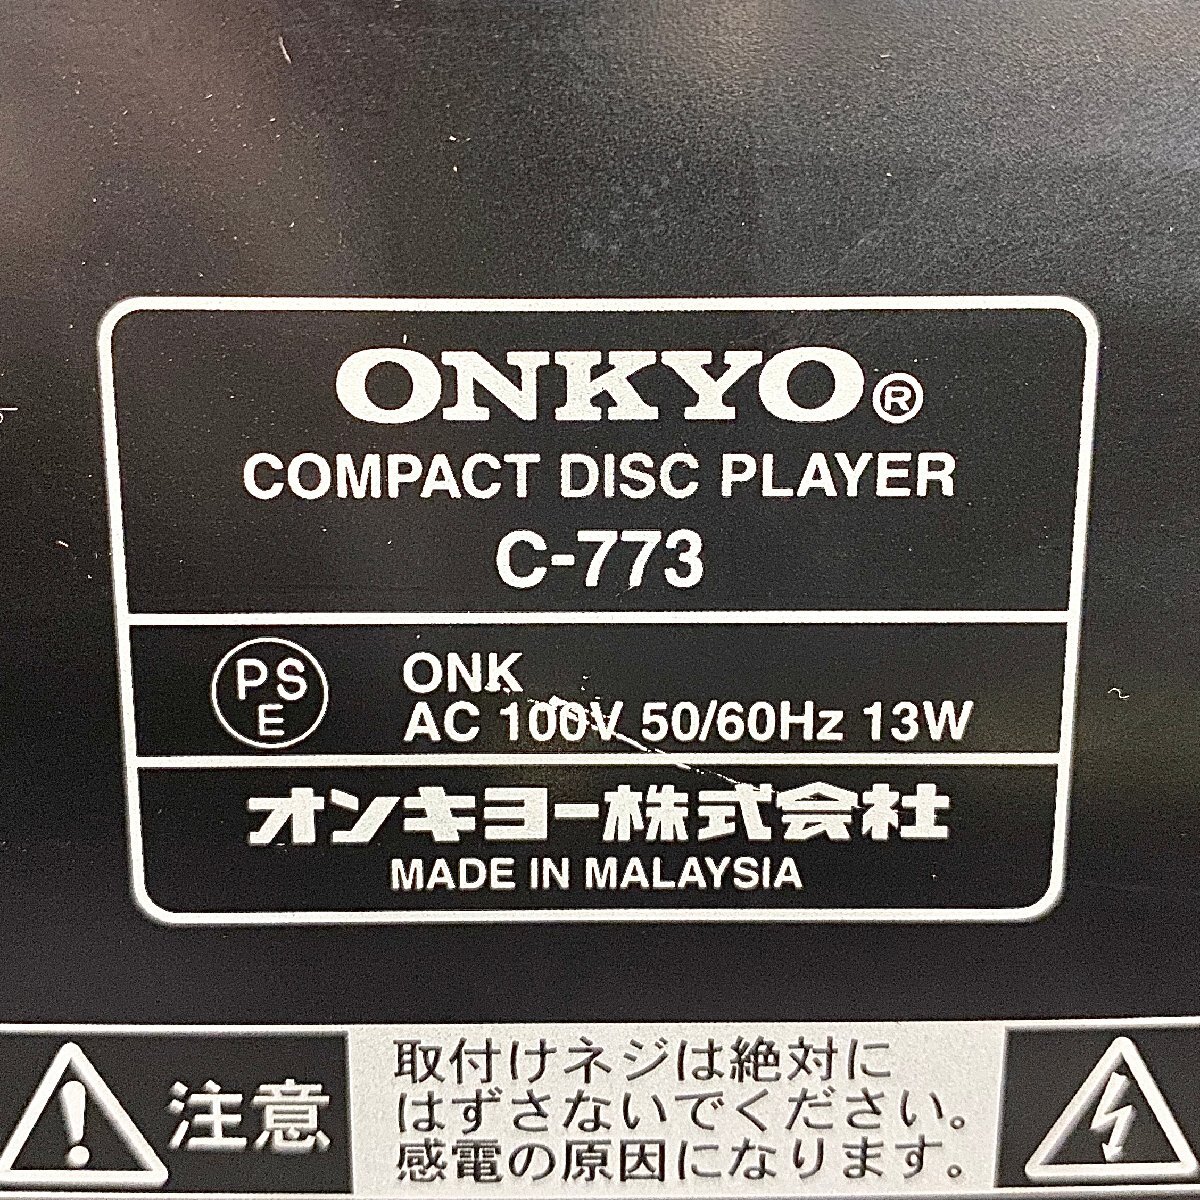 ONKYO®
COMPACT DISC PLAYER
C-773
PS
E
ONK
AC 100V 50/60Hz 13W
オンキヨー株式会社
MADE IN MALAYSIA
注意
取付けネジは絶対に
はずさないでください。
感電の原因になります。